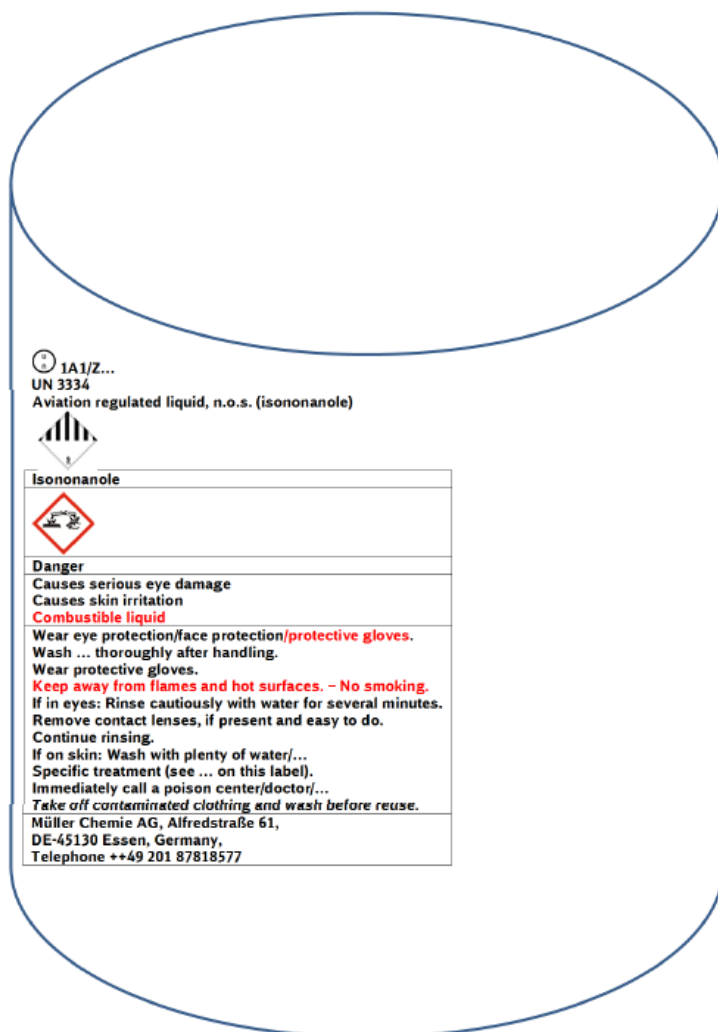 u
n
1A1/Z...
UN 3334
Aviation regulated liquid, n.o.s. (isononanole)
9
Isononanole
Danger
Causes serious eye damage
Causes skin irritation
Combustible liquid
Wear eye protection/face protection/protective gloves.
Wash ... thoroughly after handling.
Wear protective gloves.
Keep away from flames and hot surfaces. – No smoking.
If in eyes: Rinse cautiously with water for several minutes.
Remove contact lenses, if present and easy to do.
Continue rinsing.
If on skin: Wash with plenty of water/...
Specific treatment (see ... on this label).
Immediately call a poison center/doctor/...
Take off contaminated clothing and wash before reuse.
Müller Chemie AG, Alfredstraße 61,
DE-45130 Essen, Germany,
Telephone ++49 201 87818577